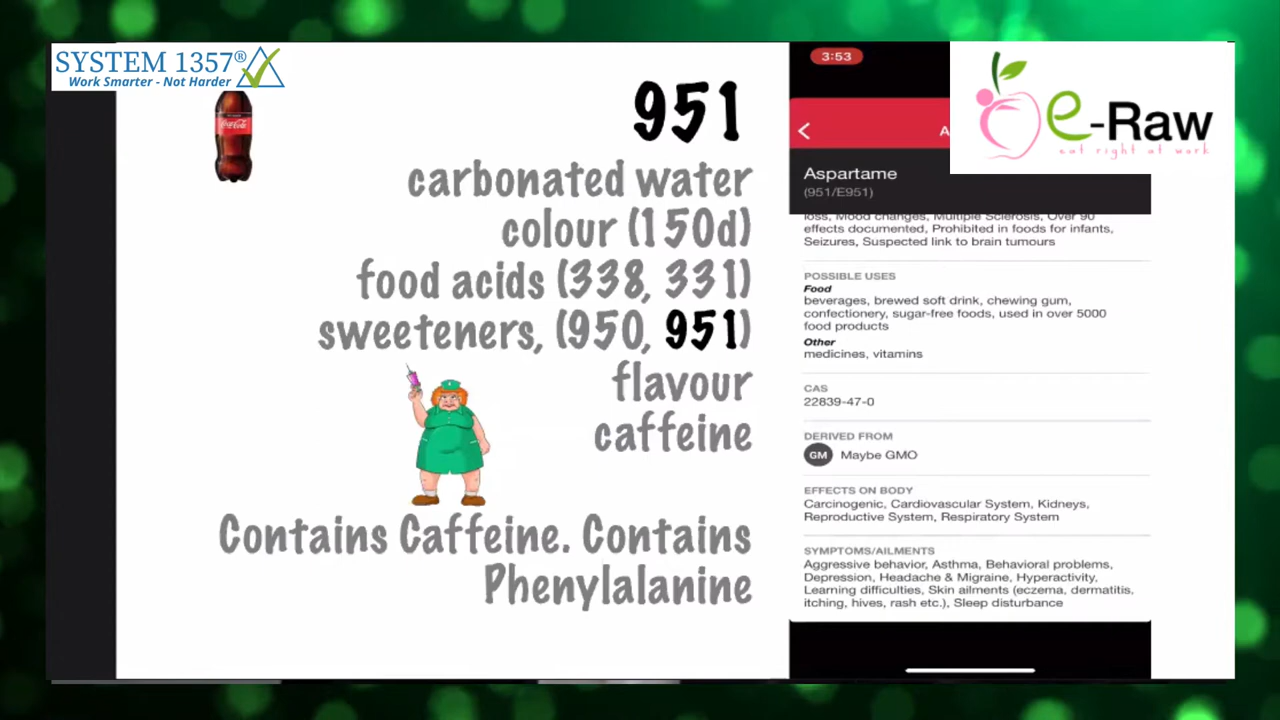 SYSTEM 1357®
Work Smarter - Not Harder
Coca-Cola
951
carbonated water
colour (150d)
food acids (338, 331)
sweeteners, (950, 951)
flavour
caffeine
Contains Caffeine. Contains
Phenylalanine
3:53
e-Raw
eat right at work
A
Aspartame
(951/E951)
loss, Mood changes, Multiple Sclerosis, Over 90
effects documented, Prohibited in foods for infants,
Seizures, Suspected link to brain tumours
POSSIBLE USES
Food
beverages, brewed soft drink, chewing gum,
confectionery, sugar-free foods, used in over 5000
food products
Other
medicines, vitamins
CAS
22839-47-0
DERIVED FROM
GM Maybe GMO
EFFECTS ON BODY
Carcinogenic, Cardiovascular System, Kidneys,
Reproductive System, Respiratory System
SYMPTOMS/AILMENTS
Aggressive behavior, Asthma, Behavioral problems,
Depression, Headache & Migraine, Hyperactivity,
Learning difficulties, Skin ailments (eczema, dermatitis,
itching, hives, rash etc.), Sleep disturbance